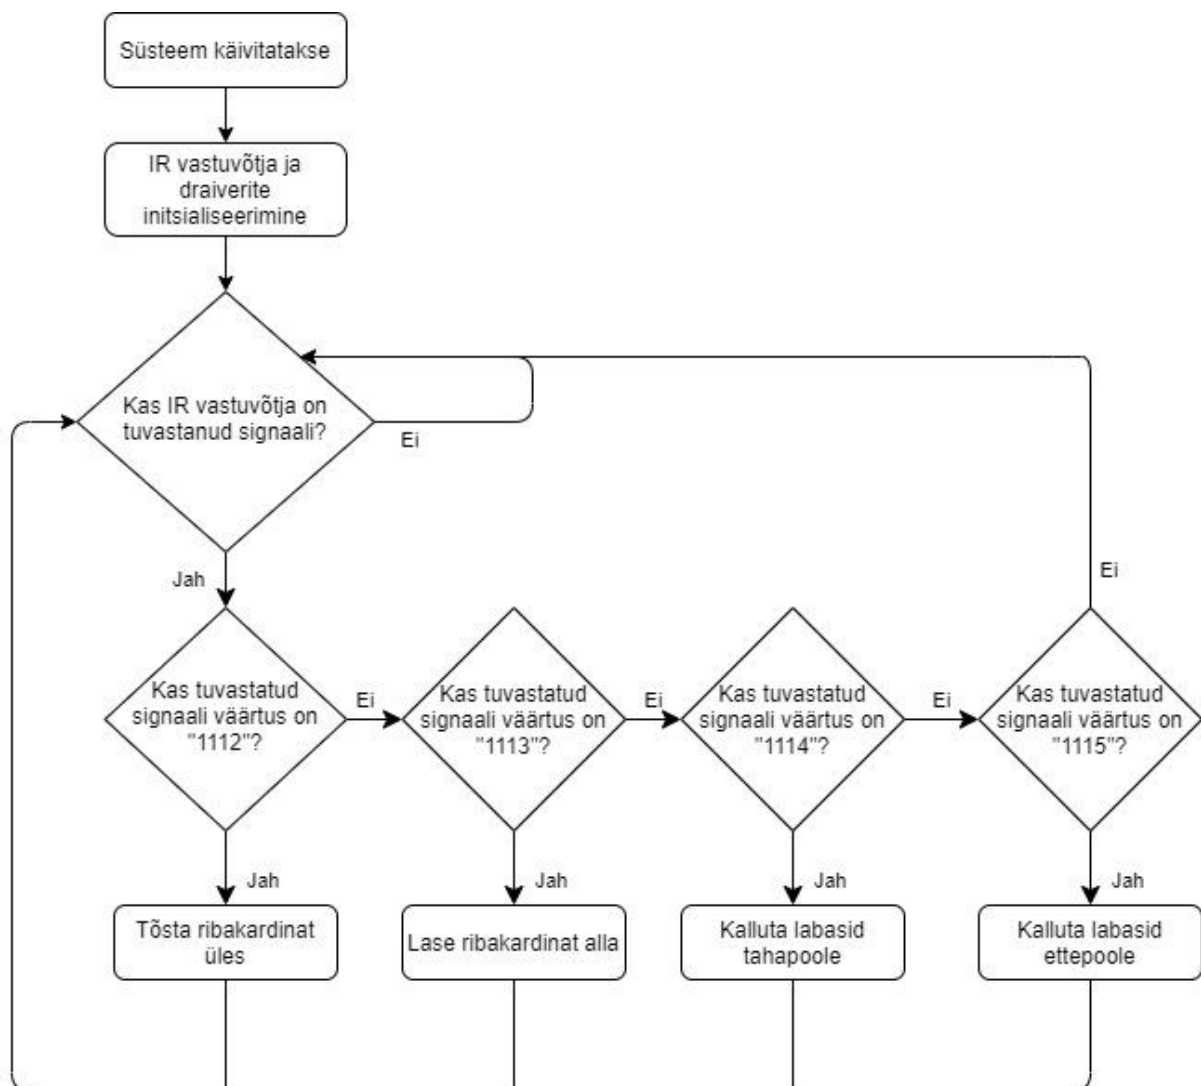 Süsteem käivitatakse
IR vastuvõtja ja
draiverite
initsialiseerimine
Kas IR vastuvõtja on
tuvastanud signaali?
Ei
Jah
Ei
Kas tuvastatud
signaali väärtus on
"1112"?
Ei
Kas tuvastatud
signaali väärtus on
"1113"?
Ei
Kas tuvastatud
signaali väärtus on
"1114"?
Ei
Kas tuvastatud
signaali väärtus on
"1115"?
Jah
Jah
Jah
Jah
Tõsta ribakardinat
üles
Lase ribakardinat alla
Kalluta labasid
tahapoole
Kalluta labasid
ettepoole